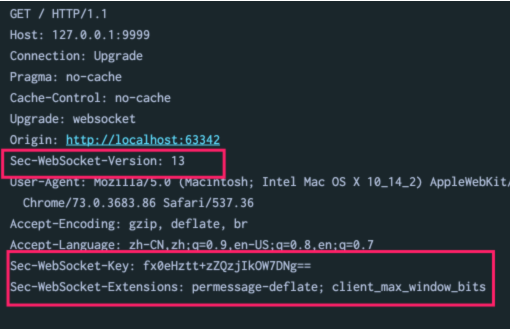 GET / HTTP/1.1
Host: 127.0.0.1:9999
Connection: Upgrade
Pragma: no-cache
Cache-Control: no-cache
Upgrade: websocket
Origin: http://localhost:63342
Sec-WebSocket-Version: 13
User-Agent: Mozilla/5.0 (Macintosh; Intel Mac OS X 10_14_2) AppleWebKit/
Chrome/73.0.3683.86 Safari/537.36
Accept-Encoding: gzip, deflate, br
Accept-Language: zh-CN,zh;q=0.9,en-US;q=0.8,en;q=0.7
Sec-WebSocket-Key: fx0eHztt+zZQzjIkOW7DNg==
Sec-WebSocket-Extensions: permessage-deflate; client_max_window_bits